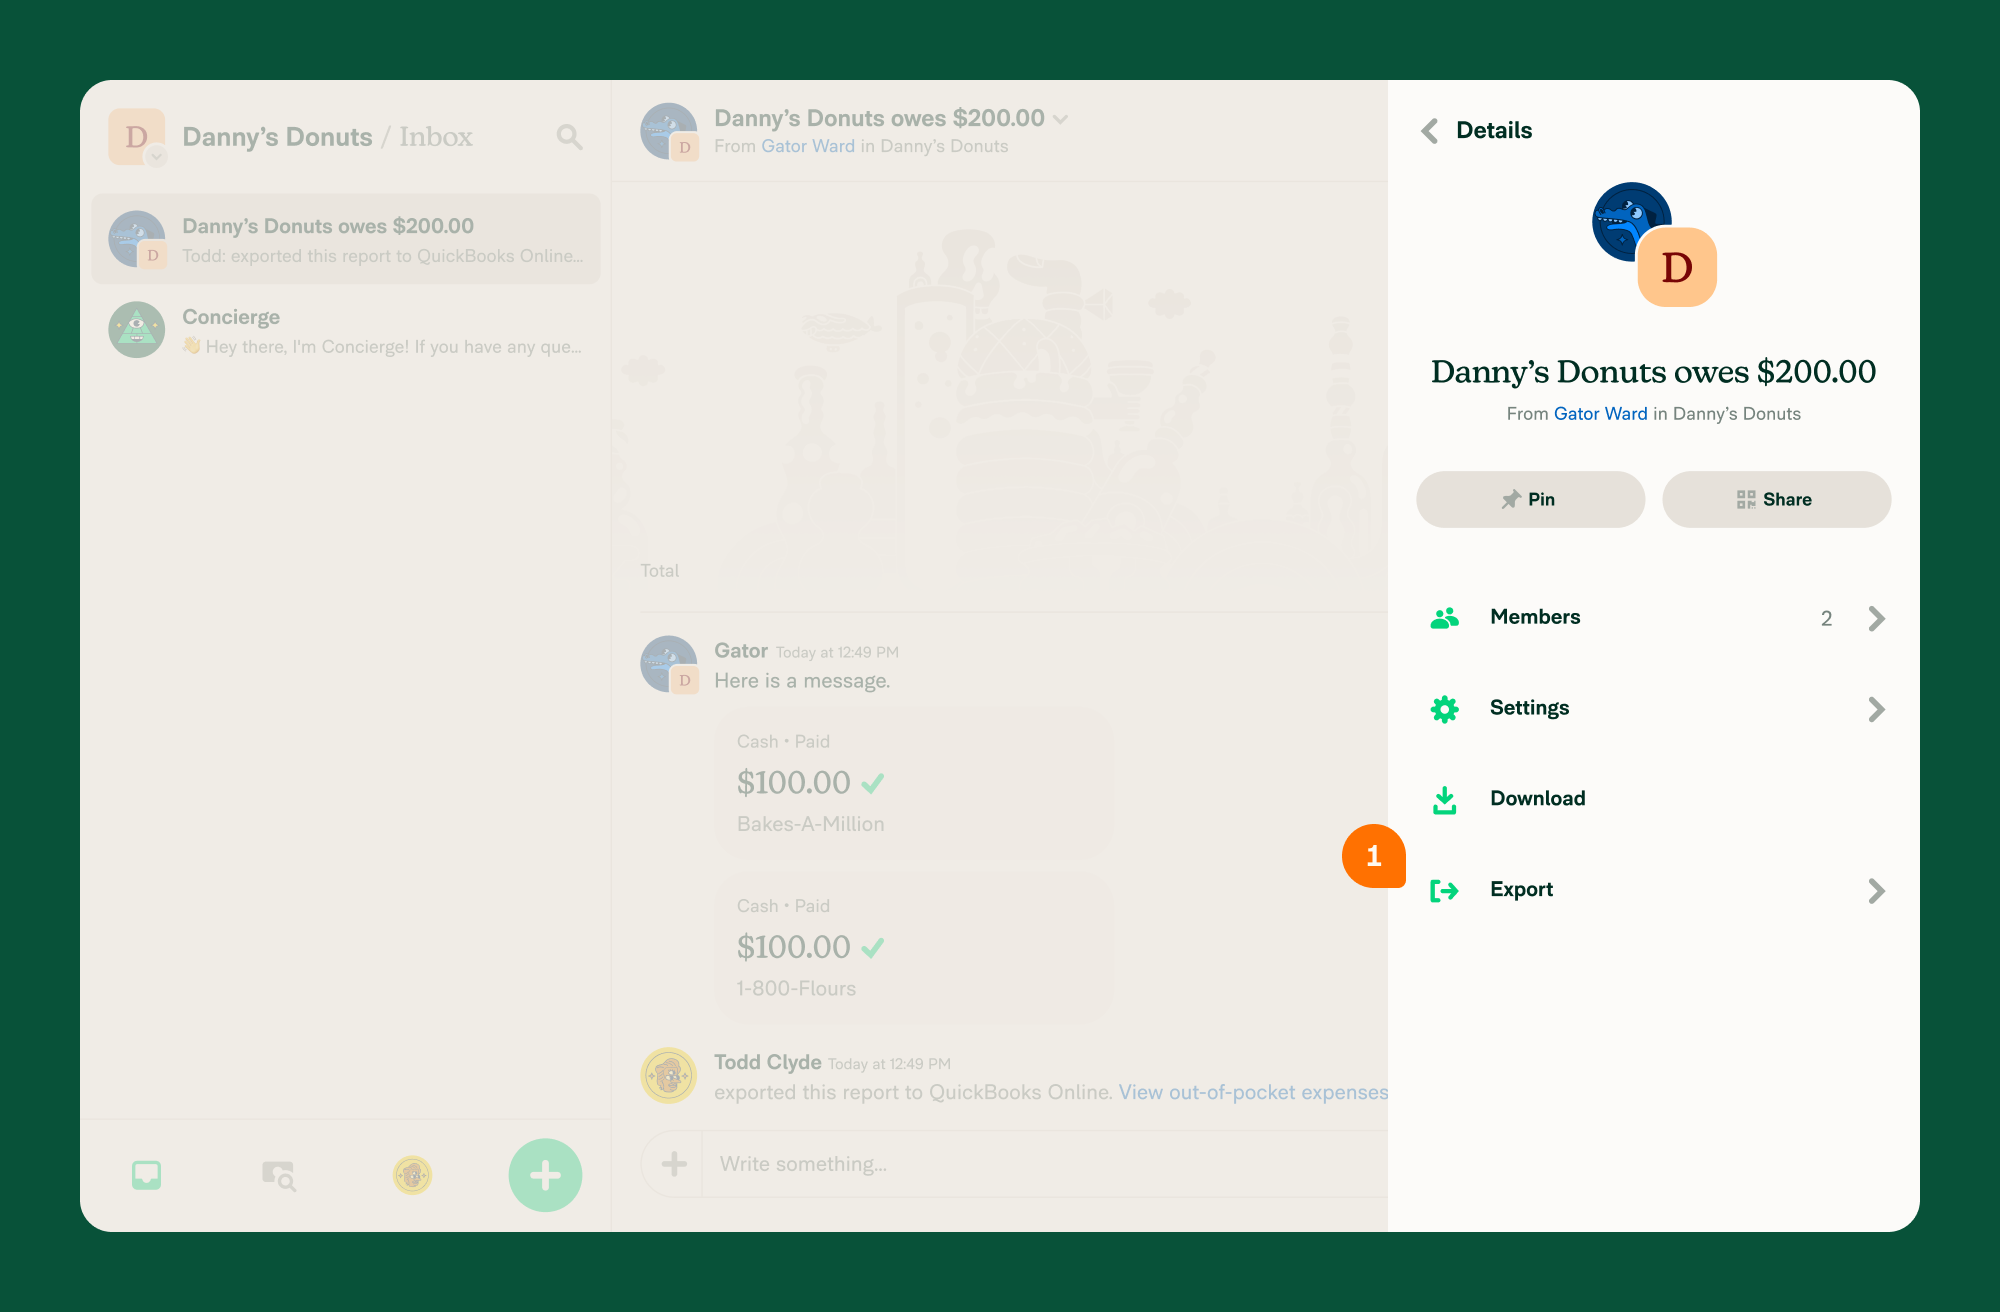 D
Danny’s Donuts / Inbox
D
Danny’s Donuts owes $200.00
Todd: exported this report to QuickBooks Online...
Concierge
👋 Hey there, I'm Concierge! If you have any que...
D
Danny’s Donuts owes $200.00
From Gator Ward in Danny’s Donuts
Total
D
Gator Today at 12:49 PM
Here is a message.
Cash • Paid
$100.00
Bakes-A-Million
Cash • Paid
$100.00
1-800-Flours
Todd Clyde Today at 12:49 PM
exported this report to QuickBooks Online. View out-of-pocket expenses
Write something...
Details
D
Danny’s Donuts owes $200.00
From Gator Ward in Danny’s Donuts
Pin
Share
Members 2
Settings
Download
1
Export